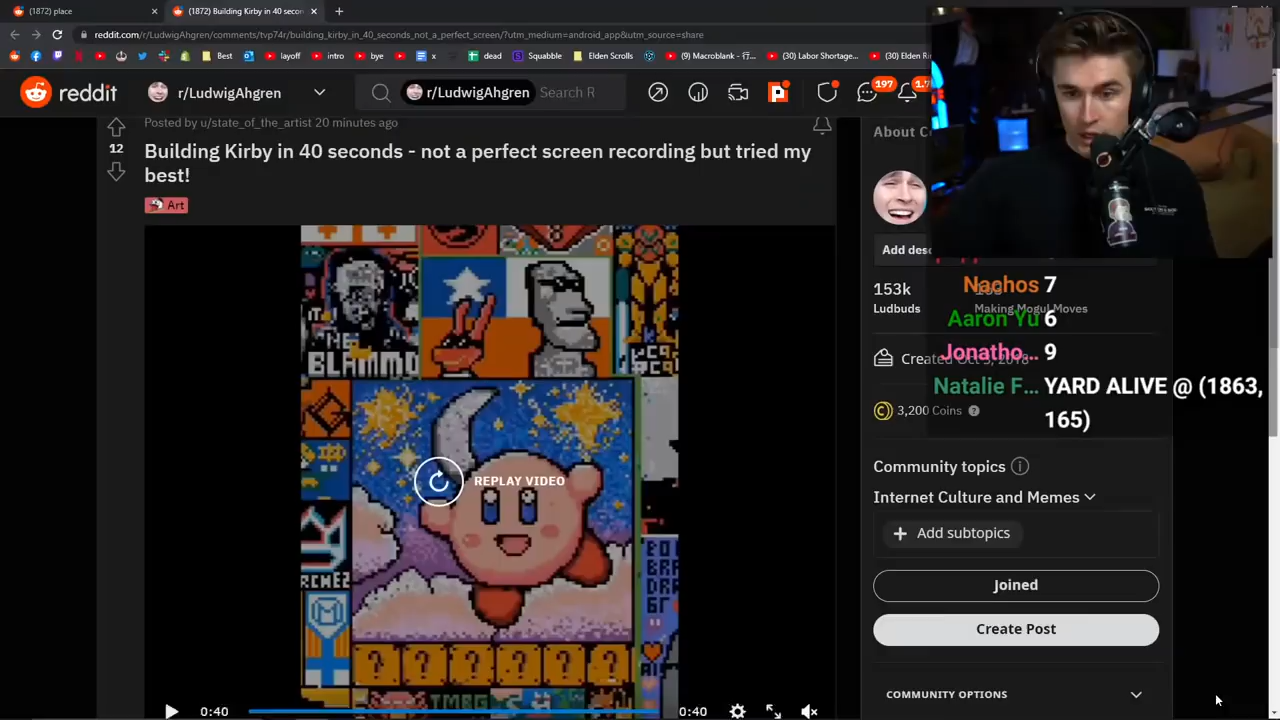 (1872) place
(1872) Building Kirby in 40 secon
reddit.com/r/LudwigAhgren/comments/tvp74r/building_kirby_in_40_seconds_not_a_perfect_screen/?utm_medium=android_app&utm_source=share
Best
layoff
intro
bye
x
dead
Squabble
Elden Scrolls
(9) Macroblank -
(30) Labor Shortage...
(30) Elden R
reddit
r/LudwigAhgren
r/LudwigAhgren
Search R
197
1.
Posted by u/state_of_the_artist 20 minutes ago
12
Building Kirby in 40 seconds - not a perfect screen recording but tried my
best!
Art
BLAMMO
REPLAY VIDEO
? ? ? ? ? ?
0:40
0:40
About C
Add desc
153k
Ludbuds
Making Mogul Moves
Nachos 7
Aaron Yu 6
Jonatho... 9
Natalie F... YARD ALIVE @ (1863,
165)
3,200 Coins
Community topics
Internet Culture and Memes
Add subtopics
Joined
Create Post
COMMUNITY OPTIONS